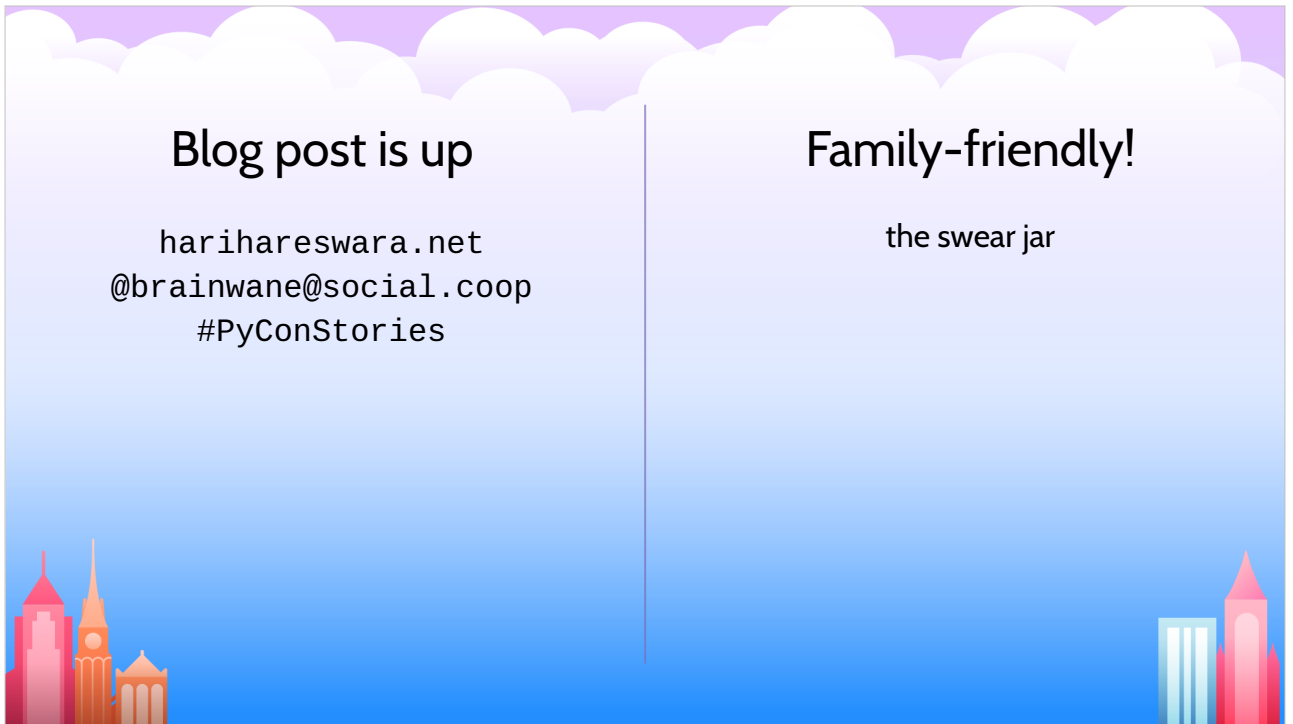 Blog post is up
harihareswara.net
@brainwane@social.coop
#PyConStories
Family-friendly!
the swear jar